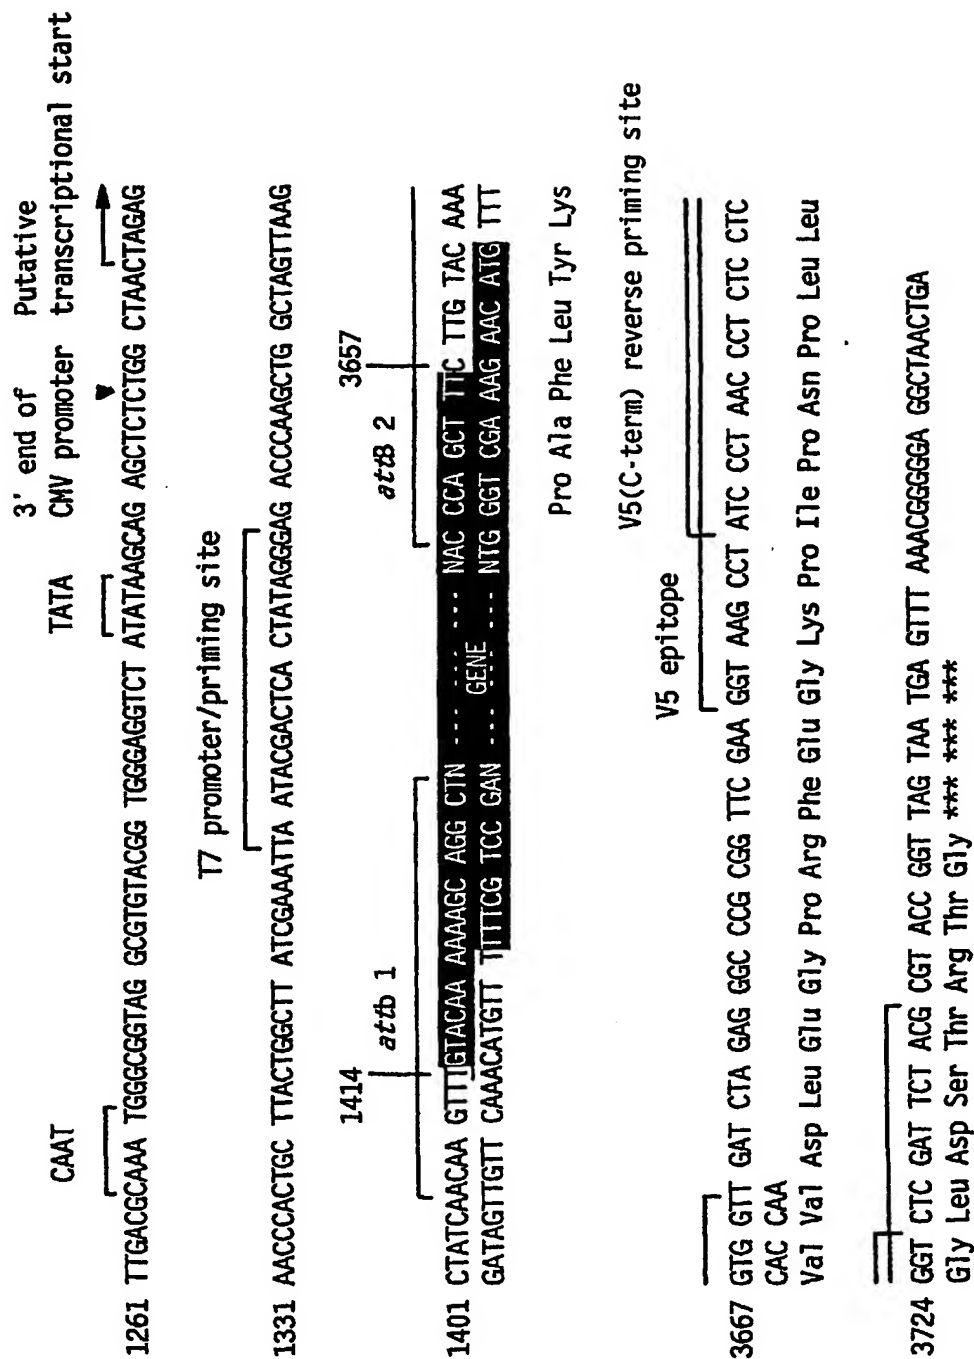 3' end of Putative
CAAT TATA CMV promoter transcriptional start
1261 TTGACGCAAA TGGGCGGTAG GCGTGTACGG TGGGAGGTCT ATATAAGCAG AGCTCTCTGG CTAACTAGAG
T7 promoter/priming site
1331 AACCCACTGC TTACTGGCTT ATCGAAATTA ATACGACTCA CTATAGGGAG ACCCAAGCTG GCTAGTTAAG
1414 3657
attb 1 attB 2
1401 CTATCAACAA GTTTGTACAA AAAAGC AGG CTN ... ... ... NAC CCA GCT TTC TTG TAC AAA
GENE
GATAGTTGTT CAAACATGTT TTTTCG TCC GAN ... ... ... NTG GGT CGA AAG AAC ATG TTT
Pro Ala Phe Leu Tyr Lys
V5 epitope V5(C-term) reverse priming site
3667 GTG GTT GAT CTA GAG GGC CCG CGG TTC GAA GGT AAG CCT ATC CCT AAC CCT CTC CTC
CAC CAA
Val Val Asp Leu Glu Gly Pro Arg Phe Glu Gly Lys Pro Ile Pro Asn Pro Leu Leu
3724 GGT CTC GAT TCT ACG CGT ACC GGT TAG TAA TGA GTTT AAACGGGGGA GGCTAACTGA
Gly Leu Asp Ser Thr Arg Thr Gly *** *** ***